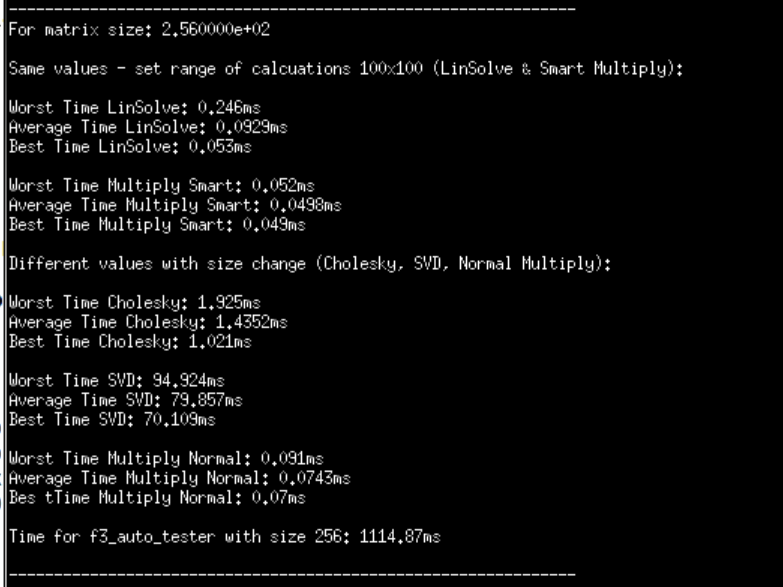 ------------------------------------------------------------------
For matrix size: 2.560000e+02
Same values - set range of calcuations 100x100 (LinSolve & Smart Multiply):
Worst Time LinSolve: 0.246ms
Average Time LinSolve: 0.0929ms
Best Time LinSolve: 0.053ms
Worst Time Multiply Smart: 0.052ms
Average Time Multiply Smart: 0.0498ms
Best Time Multiply Smart: 0.049ms
Different values with size change (Cholesky, SVD, Normal Multiply):
Worst Time Cholesky: 1.925ms
Average Time Cholesky: 1.4352ms
Best Time Cholesky: 1.021ms
Worst Time SVD: 94.924ms
Average Time SVD: 79.857ms
Best Time SVD: 70.109ms
Worst Time Multiply Normal: 0.091ms
Average Time Multiply Normal: 0.0743ms
Bes tTime Multiply Normal: 0.07ms
Time for f3_auto_tester with size 256: 1114.87ms
------------------------------------------------------------------